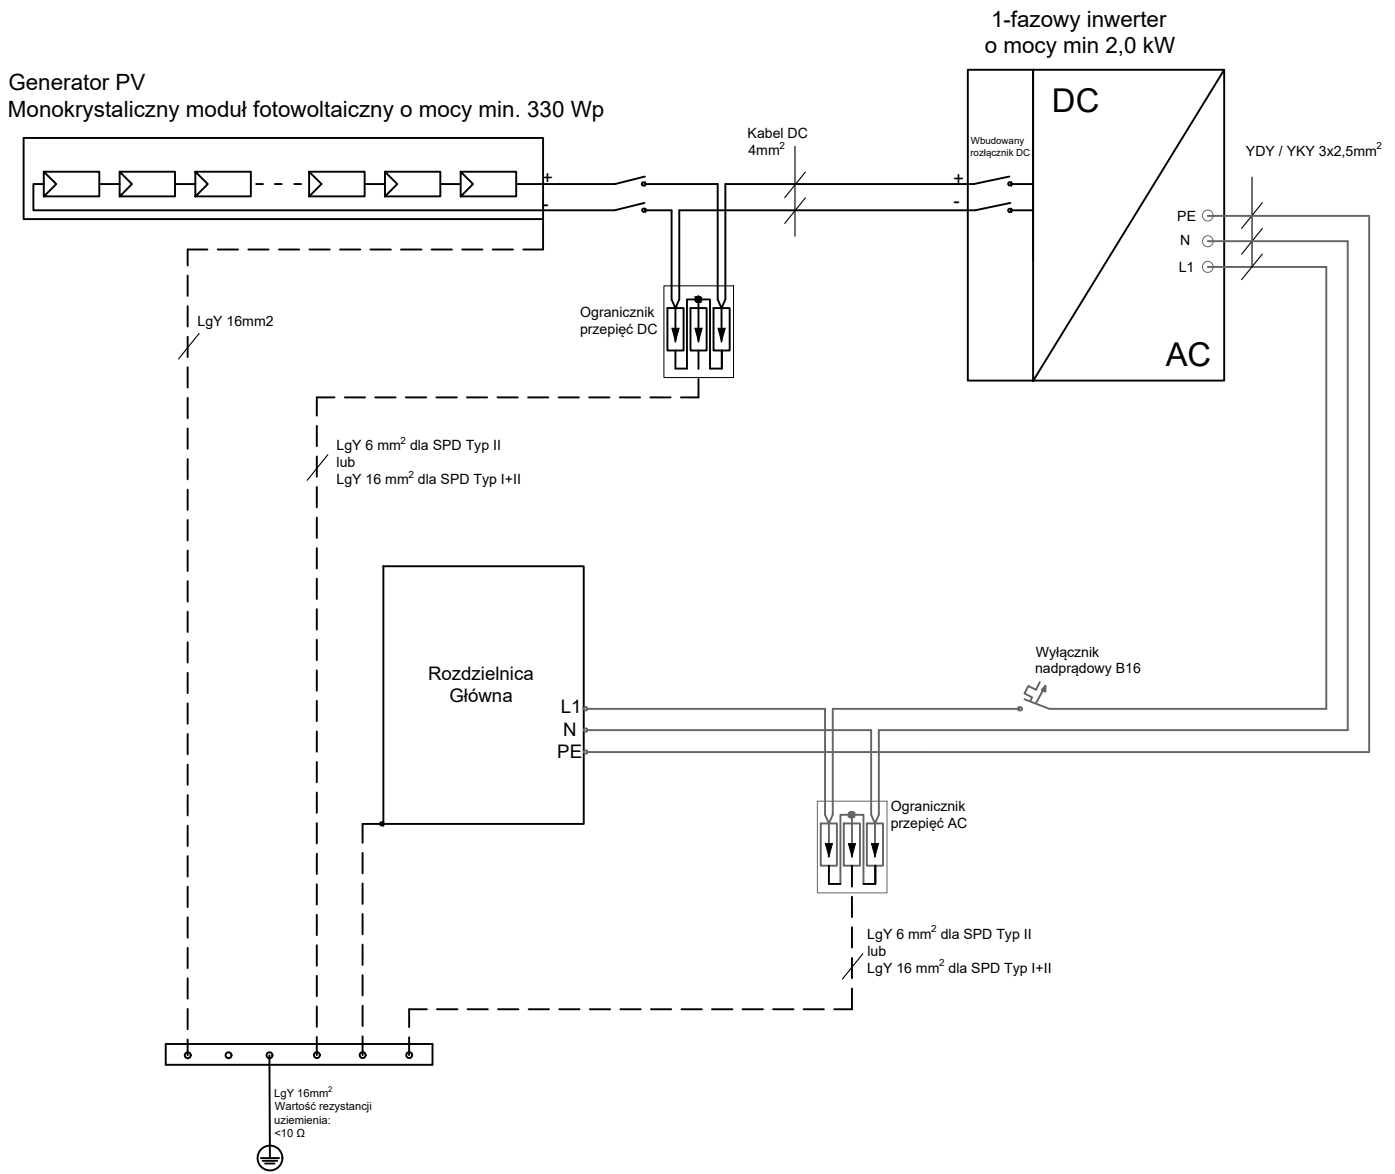 1-fazowy inwerter
o mocy min 2,0 kW
Generator PV
Monokrystaliczny moduł fotowoltaiczny o mocy min. 330 Wp
Kabel DC
4mm²
+
-
Wbudowany
rozłącznik DC
+
-
DC
AC
YDY / YKY 3x2,5mm²
PE
N
L1
Ogranicznik
przepięć DC
LgY 16mm2
LgY 6 mm² dla SPD Typ II
lub
LgY 16 mm² dla SPD Typ I+II
Rozdzielnica
Główna
L1
N
PE
Wyłącznik
nadprądowy B16
Ogranicznik
przepięć AC
LgY 6 mm² dla SPD Typ II
lub
LgY 16 mm² dla SPD Typ I+II
LgY 16mm²
Wartość rezystancji
uziemienia:
<10 Ω